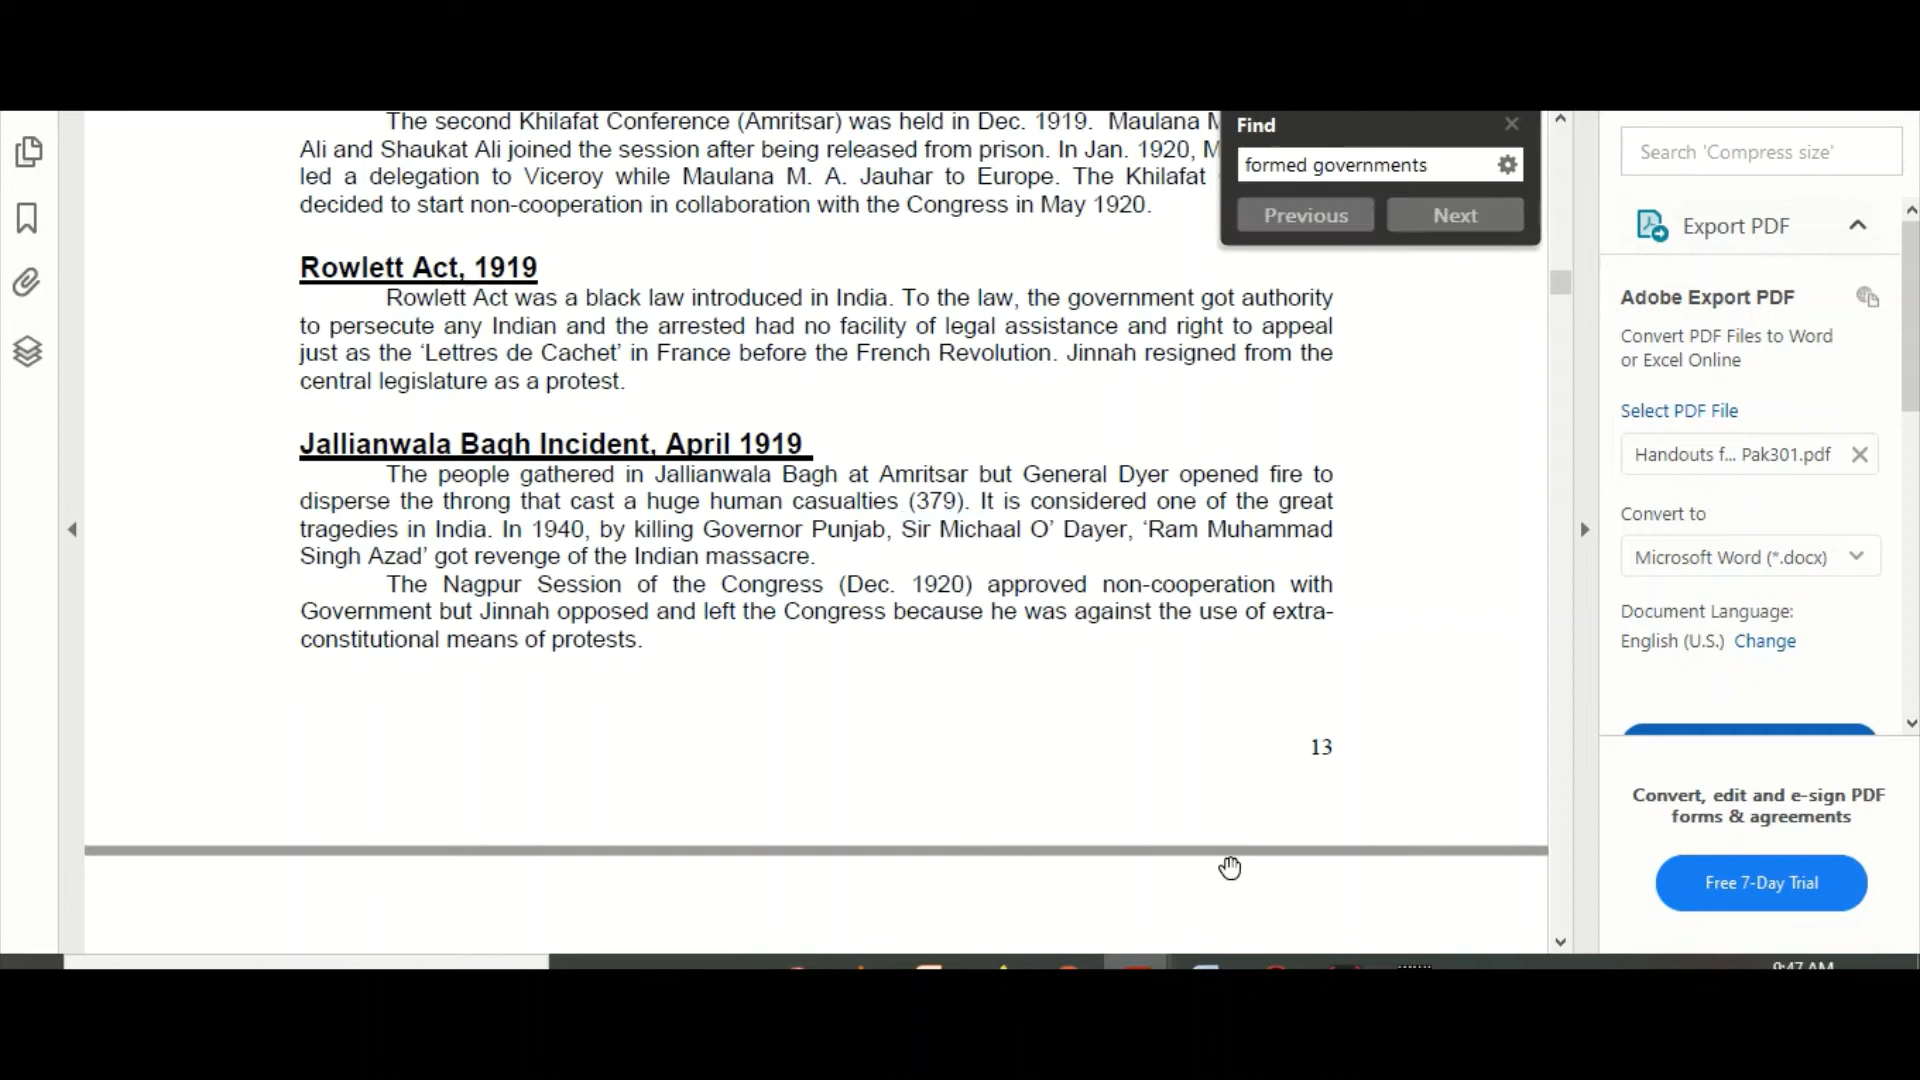 The second Khilafat Conference (Amritsar) was held in Dec. 1919. Maulana M
Ali and Shaukat Ali joined the session after being released from prison. In Jan. 1920, M
led a delegation to Viceroy while Maulana M. A. Jauhar to Europe. The Khilafat
decided to start non-cooperation in collaboration with the Congress in May 1920.
Rowlett Act, 1919
Rowlett Act was a black law introduced in India. To the law, the government got authority
to persecute any Indian and the arrested had no facility of legal assistance and right to appeal
just as the ‘Lettres de Cachet’ in France before the French Revolution. Jinnah resigned from the
central legislature as a protest.
Jallianwala Bagh Incident, April 1919
The people gathered in Jallianwala Bagh at Amritsar but General Dyer opened fire to
disperse the throng that cast a huge human casualties (379). It is considered one of the great
tragedies in India. In 1940, by killing Governor Punjab, Sir Michaal O’ Dayer, ‘Ram Muhammad
Singh Azad’ got revenge of the Indian massacre.
The Nagpur Session of the Congress (Dec. 1920) approved non-cooperation with
Government but Jinnah opposed and left the Congress because he was against the use of extra-
constitutional means of protests.
13
Find
formed governments
Previous
Next
Search 'Compress size'
Export PDF
Adobe Export PDF
Convert PDF Files to Word
or Excel Online
Select PDF File
Handouts f... Pak301.pdf
Convert to
Microsoft Word (*.docx)
Document Language:
English (U.S.) Change
Convert, edit and e-sign PDF
forms & agreements
Free 7-Day Trial
9:47 AM